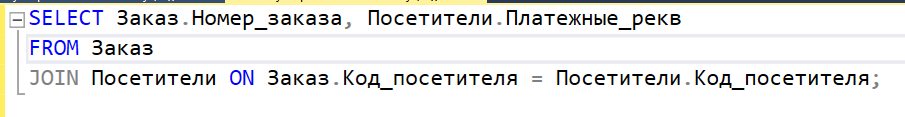 SELECT Заказ.Номер_заказа, Посетители.Платежные_рекв
FROM Заказ
JOIN Посетители ON Заказ.Код_посетителя = Посетители.Код_посетителя;